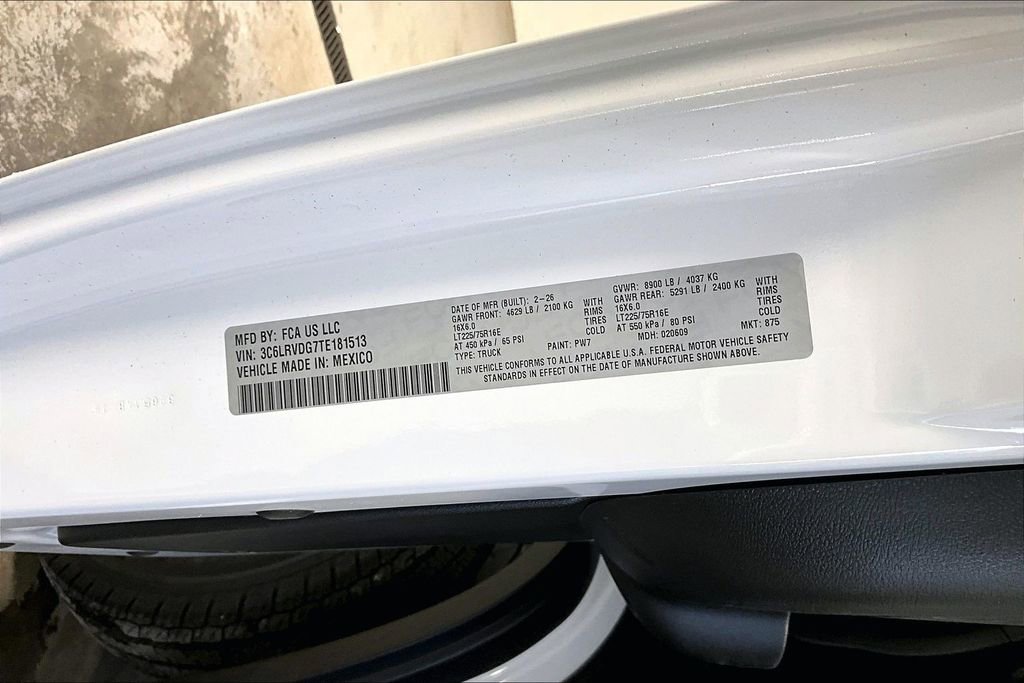 MFD BY: FCA US LLC
VIN: 3C6LRVDG7TE181513
VEHICLE MADE IN: MEXICO
DATE OF MFR (BUILT): 2-26
GAWR FRONT: 4629 LB / 2100 KG WITH
16X6.0 RIMS
LT225/75R16E TIRES
AT 450 kPa / 65 PSI COLD
TYPE: TRUCK PAINT: PW7
GVWR: 8900 LB / 4037 KG
GAWR REAR: 5291 LB / 2400 KG WITH
16X6.0 RIMS
LT225/75R16E TIRES
AT 550 kPa / 80 PSI COLD
MDH: 020609 MKT: 875
THIS VEHICLE CONFORMS TO ALL APPLICABLE U.S.A. FEDERAL MOTOR VEHICLE SAFETY
STANDARDS IN EFFECT ON THE DATE OF MANUFACTURE SHOWN ABOVE.